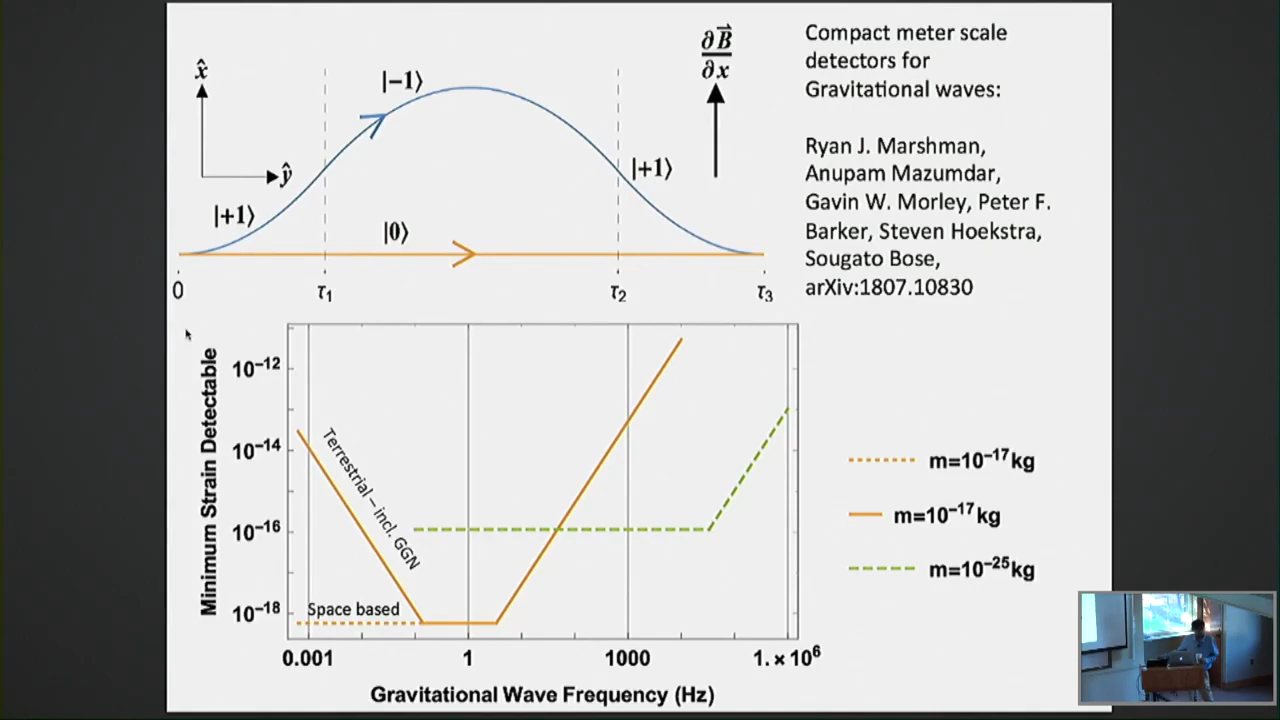 x̂
ŷ
|+1⟩
|−1⟩
|0⟩
|+1⟩
∂B⃗
∂x
0
τ₁
τ₂
τ₃
Compact meter scale
detectors for
Gravitational waves:
Ryan J. Marshman,
Anupam Mazumdar,
Gavin W. Morley, Peter F.
Barker, Steven Hoekstra,
Sougato Bose,
arXiv:1807.10830
Minimum Strain Detectable
10⁻¹²
10⁻¹⁴
10⁻¹⁶
10⁻¹⁸
Terrestrial – incl. GGN
Space based
0.001
1
1000
1. × 10⁶
Gravitational Wave Frequency (Hz)
m=10⁻¹⁷kg
m=10⁻¹⁷kg
m=10⁻²⁵kg